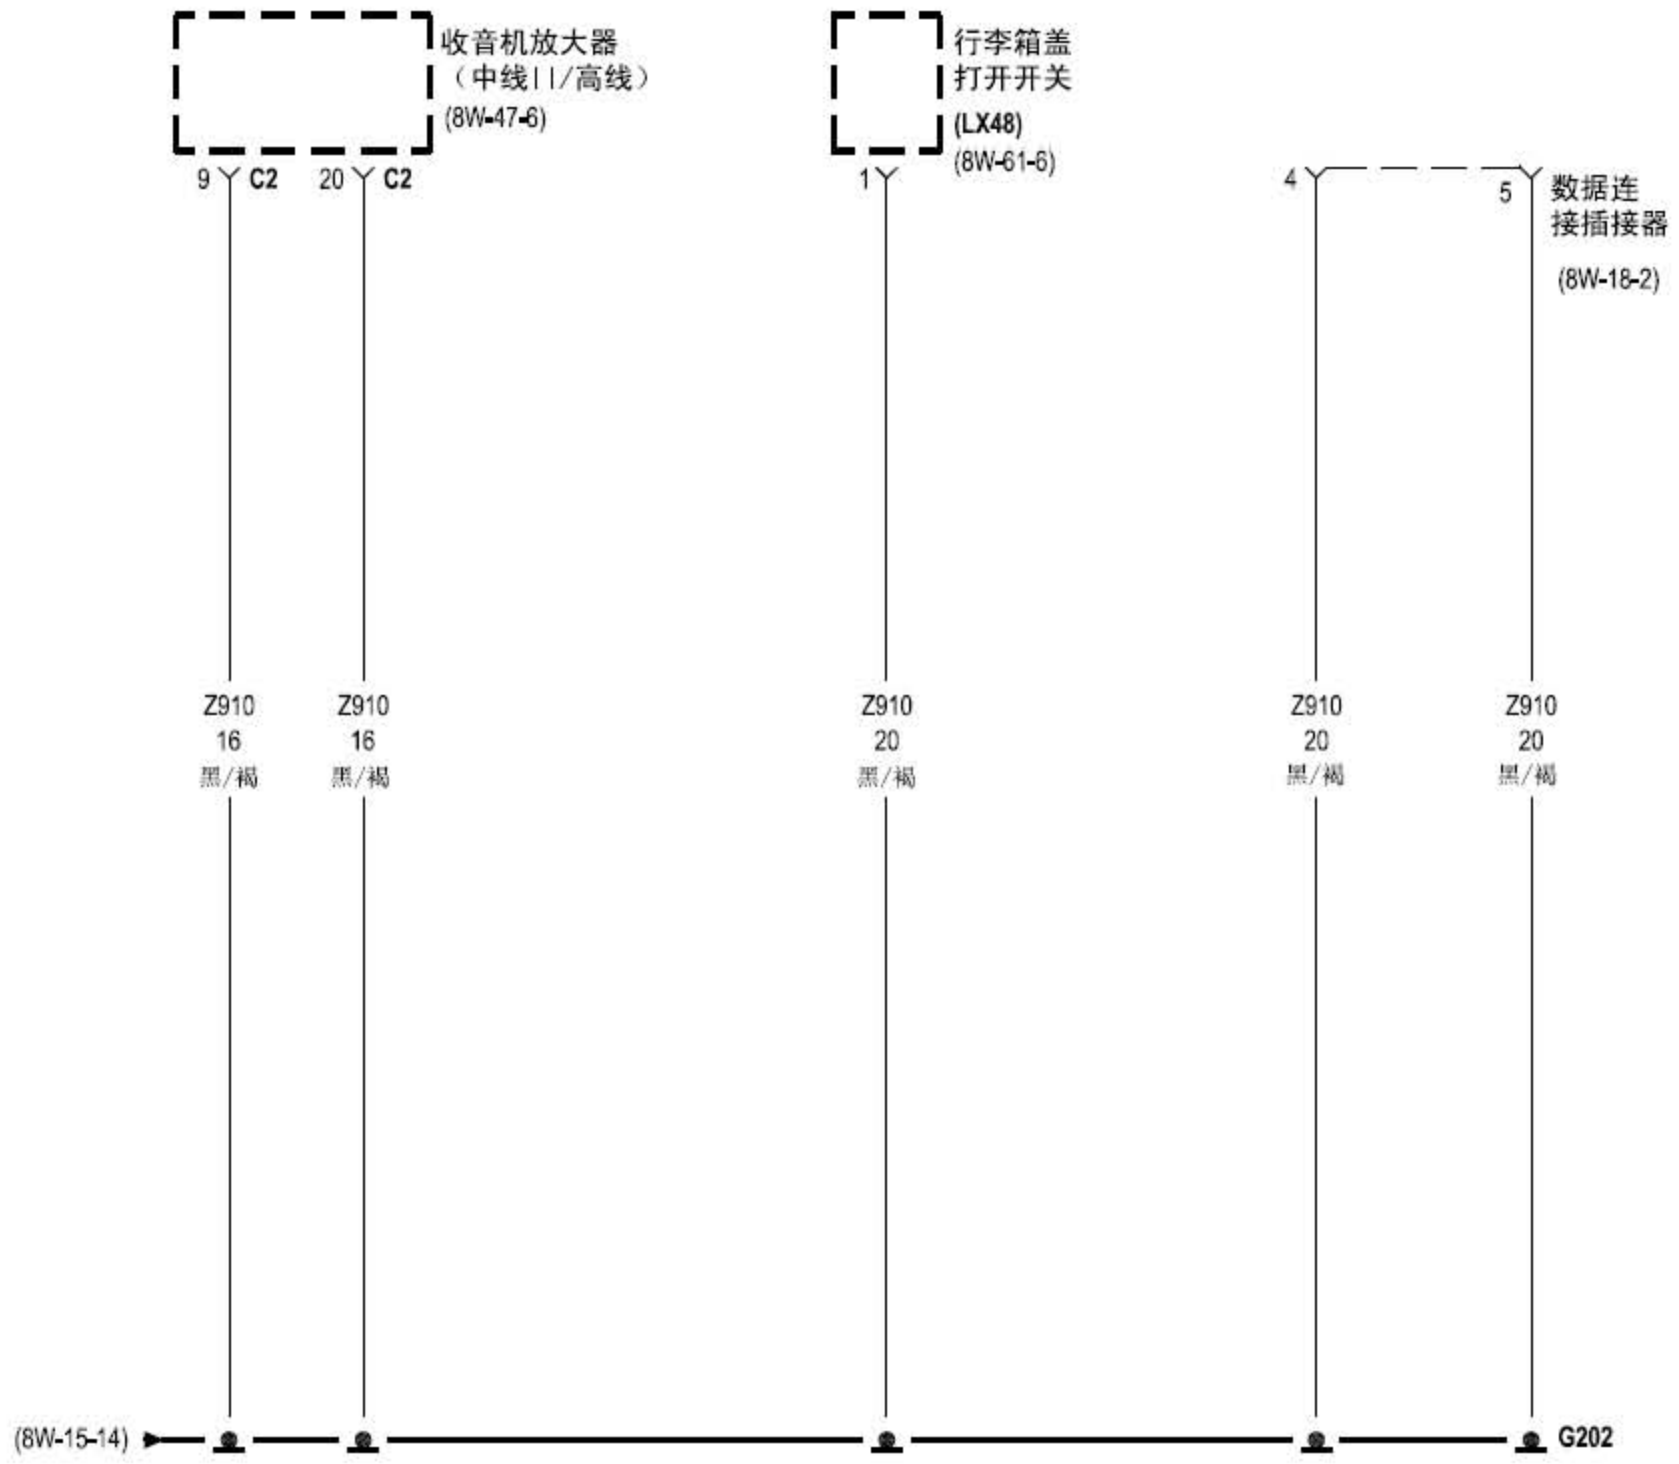 收音机放大器
（中线||/高线）
(8W-47-6)
行李箱盖
打开开关
(LX48)
(8W-61-6)
9 C2 20 C2
1
4
5
数据连
接插接器
(8W-18-2)
Z910 Z910 Z910 Z910 Z910
16 16 20 20 20
黑/褐 黑/褐 黑/褐 黑/褐 黑/褐
(8W-15-14)
G202